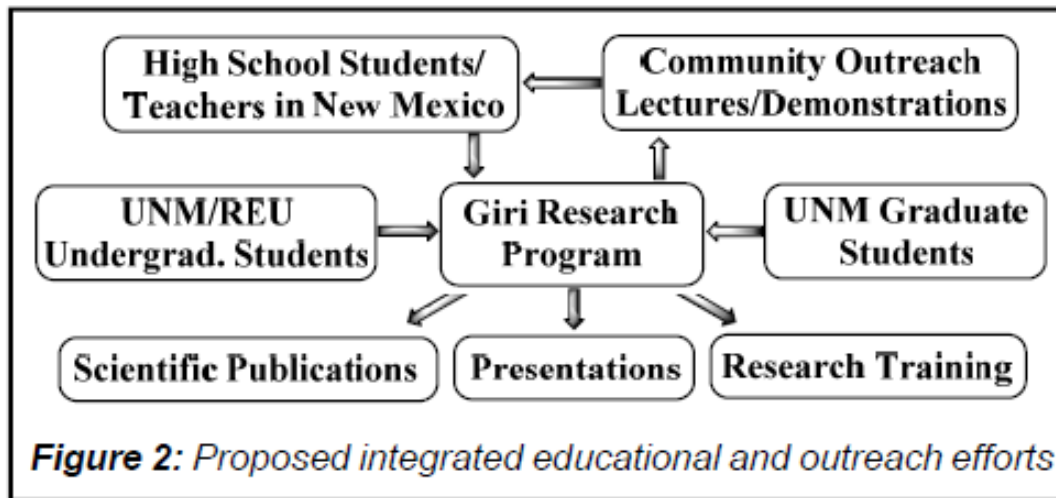 High School Students/
Teachers in New Mexico
Community Outreach
Lectures/Demonstrations
UNM/REU
Undergrad. Students
Giri Research
Program
UNM Graduate
Students
Scientific Publications
Presentations
Research Training
Figure 2: Proposed integrated educational and outreach efforts